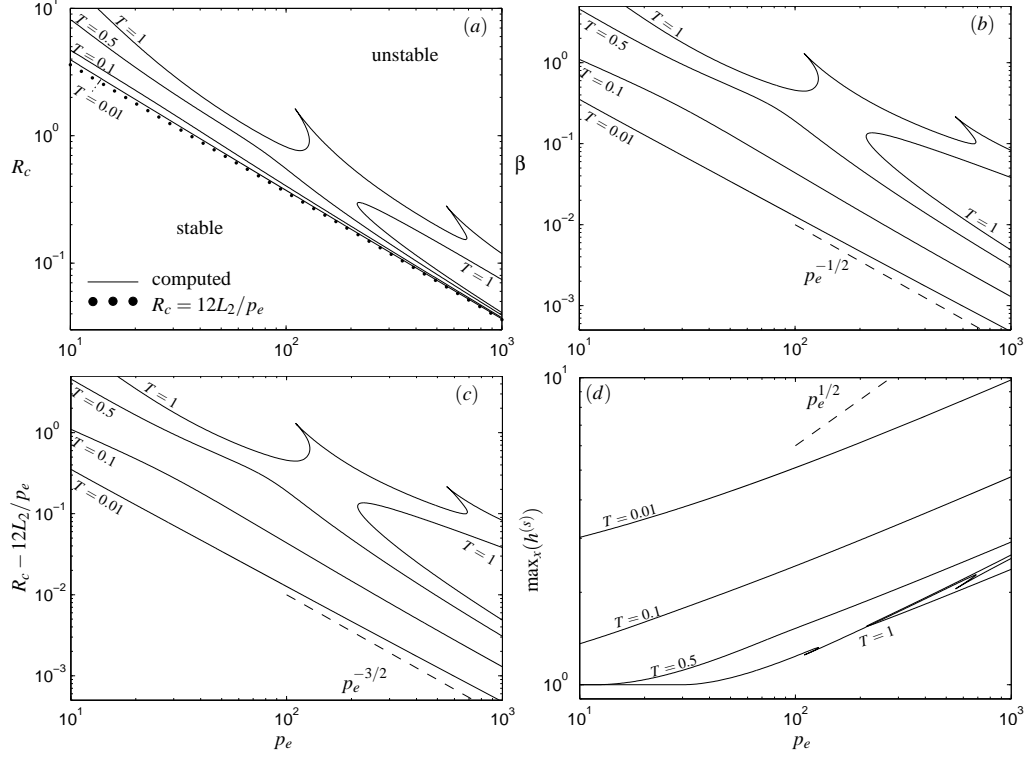 10^1
10^0
10^-1
R_c
T = 1
T = 0.5
T = 0.1
T = 0.01
(a)
unstable
stable
computed
R_c = 12L_2/p_e
10^1
10^2
10^3
(b)
10^0
10^-1
10^-2
10^-3
β
T = 1
T = 0.5
T = 0.1
T = 0.01
T = 1
T = 1
p_e^-1/2
10^1
10^2
10^3
(c)
10^0
10^-1
10^-2
10^-3
R_c − 12L_2/p_e
T = 1
T = 0.5
T = 0.1
T = 0.01
T = 1
p_e^-3/2
10^1
10^2
10^3
p_e
(d)
10^1
10^0
max_x(h^(s))
p_e^1/2
T = 0.01
T = 0.1
T = 0.5
T = 1
10^1
10^2
10^3
p_e